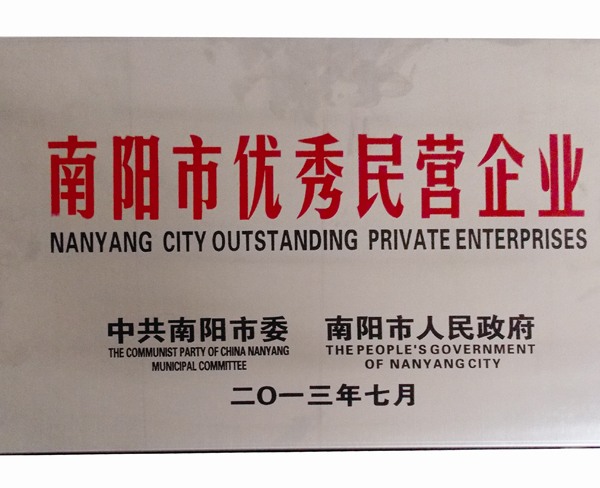 南阳市优秀民营企业
NANYANG CITY OUTSTANDING PRIVATE ENTERPRISES
中共南阳市委
THE COMMUNIST PARTY OF CHINA NANYANG
MUNICIPAL COMMITTEE
南阳市人民政府
THE PEOPLE'S GOVERNMENT
OF NANYANG CITY
二〇一三年七月